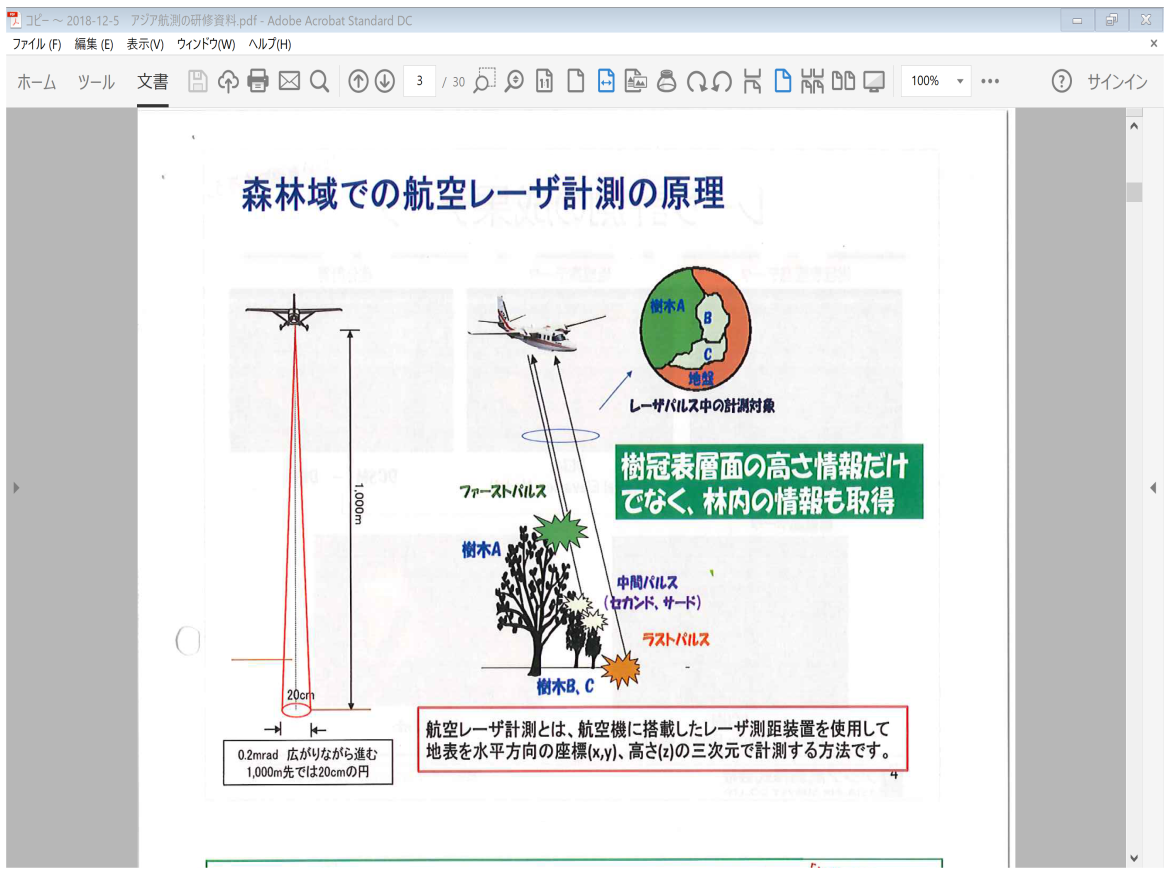 コピー ～ 2018-12-5　アジア航測の研修資料.pdf - Adobe Acrobat Standard DC
ファイル (F) 編集 (E) 表示(V) ウィンドウ(W) ヘルプ(H)
ホーム ツール 文書 3 / 30 100% サインイン
森林域での航空レーザ計測の原理
樹木A
B
C
地盤
レーザパルス中の計測対象
樹冠表層面の高さ情報だけ
でなく、林内の情報も取得
ファーストパルス
1,000m
樹木A
中間パルス
(セカンド、サード)
ラストパルス
樹木B、C
20cm
0.2mrad 広がりながら進む
1,000m先では20cmの円
航空レーザ計測とは、航空機に搭載したレーザ測距装置を使用して
地表を水平方向の座標(x,y)、高さ(z)の三次元で計測する方法です。
4